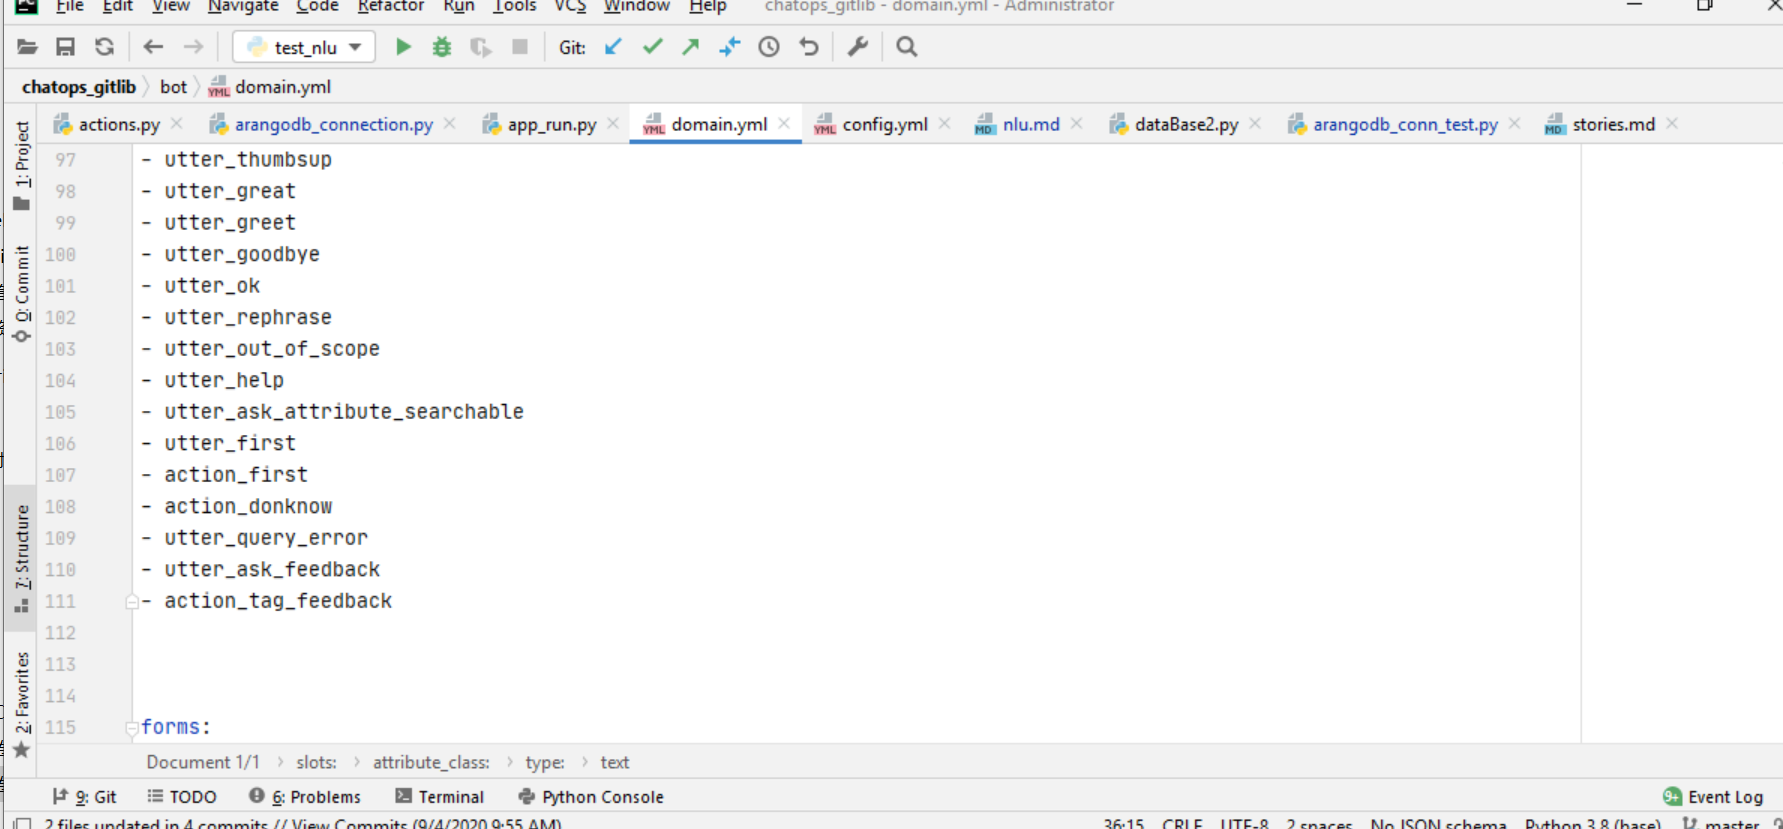 File Edit View Navigate Code Refactor Run Tools VCS Window Help chatops_gitlib - domain.yml - Administrator
test_nlu Git:
chatops_gitlib bot domain.yml
actions.py arangodb_connection.py app_run.py domain.yml config.yml nlu.md dataBase2.py arangodb_conn_test.py stories.md
1: Project
0: Commit
7: Structure
2: Favorites
97 - utter_thumbsup
98 - utter_great
99 - utter_greet
100 - utter_goodbye
101 - utter_ok
102 - utter_rephrase
103 - utter_out_of_scope
104 - utter_help
105 - utter_ask_attribute_searchable
106 - utter_first
107 - action_first
108 - action_donknow
109 - utter_query_error
110 - utter_ask_feedback
111 - action_tag_feedback
112
113
114
115 forms:
Document 1/1 › slots: › attribute_class: › type: › text
9: Git TODO 6: Problems Terminal Python Console 9+ Event Log
2 files updated in 4 commits // View Commits (9/4/2020 9:55 AM) 36:15 CRLF UTF-8 2 spaces No JSON schema Python 3.8 (base) master